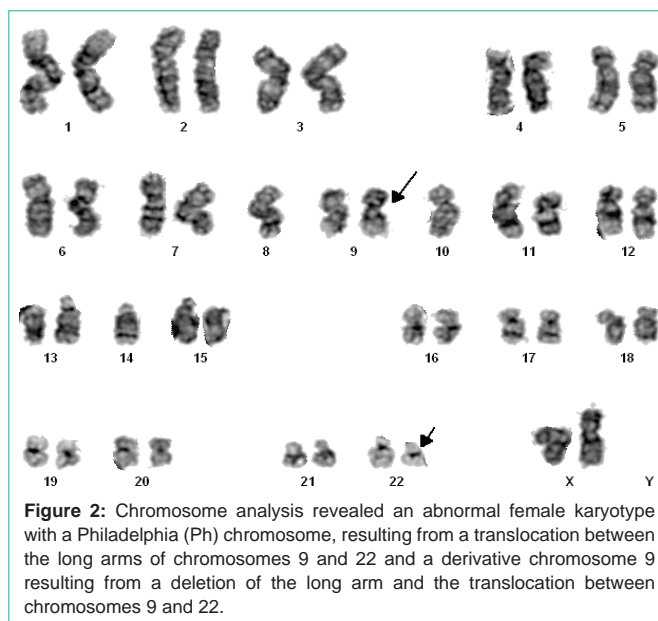 1 2 3 4 5
6 7 8 9 10 11 12
13 14 15 16 17 18
19 20 21 22 X Y
Figure 2: Chromosome analysis revealed an abnormal female karyotype
with a Philadelphia (Ph) chromosome, resulting from a translocation between
the long arms of chromosomes 9 and 22 and a derivative chromosome 9
resulting from a deletion of the long arm and the translocation between
chromosomes 9 and 22.